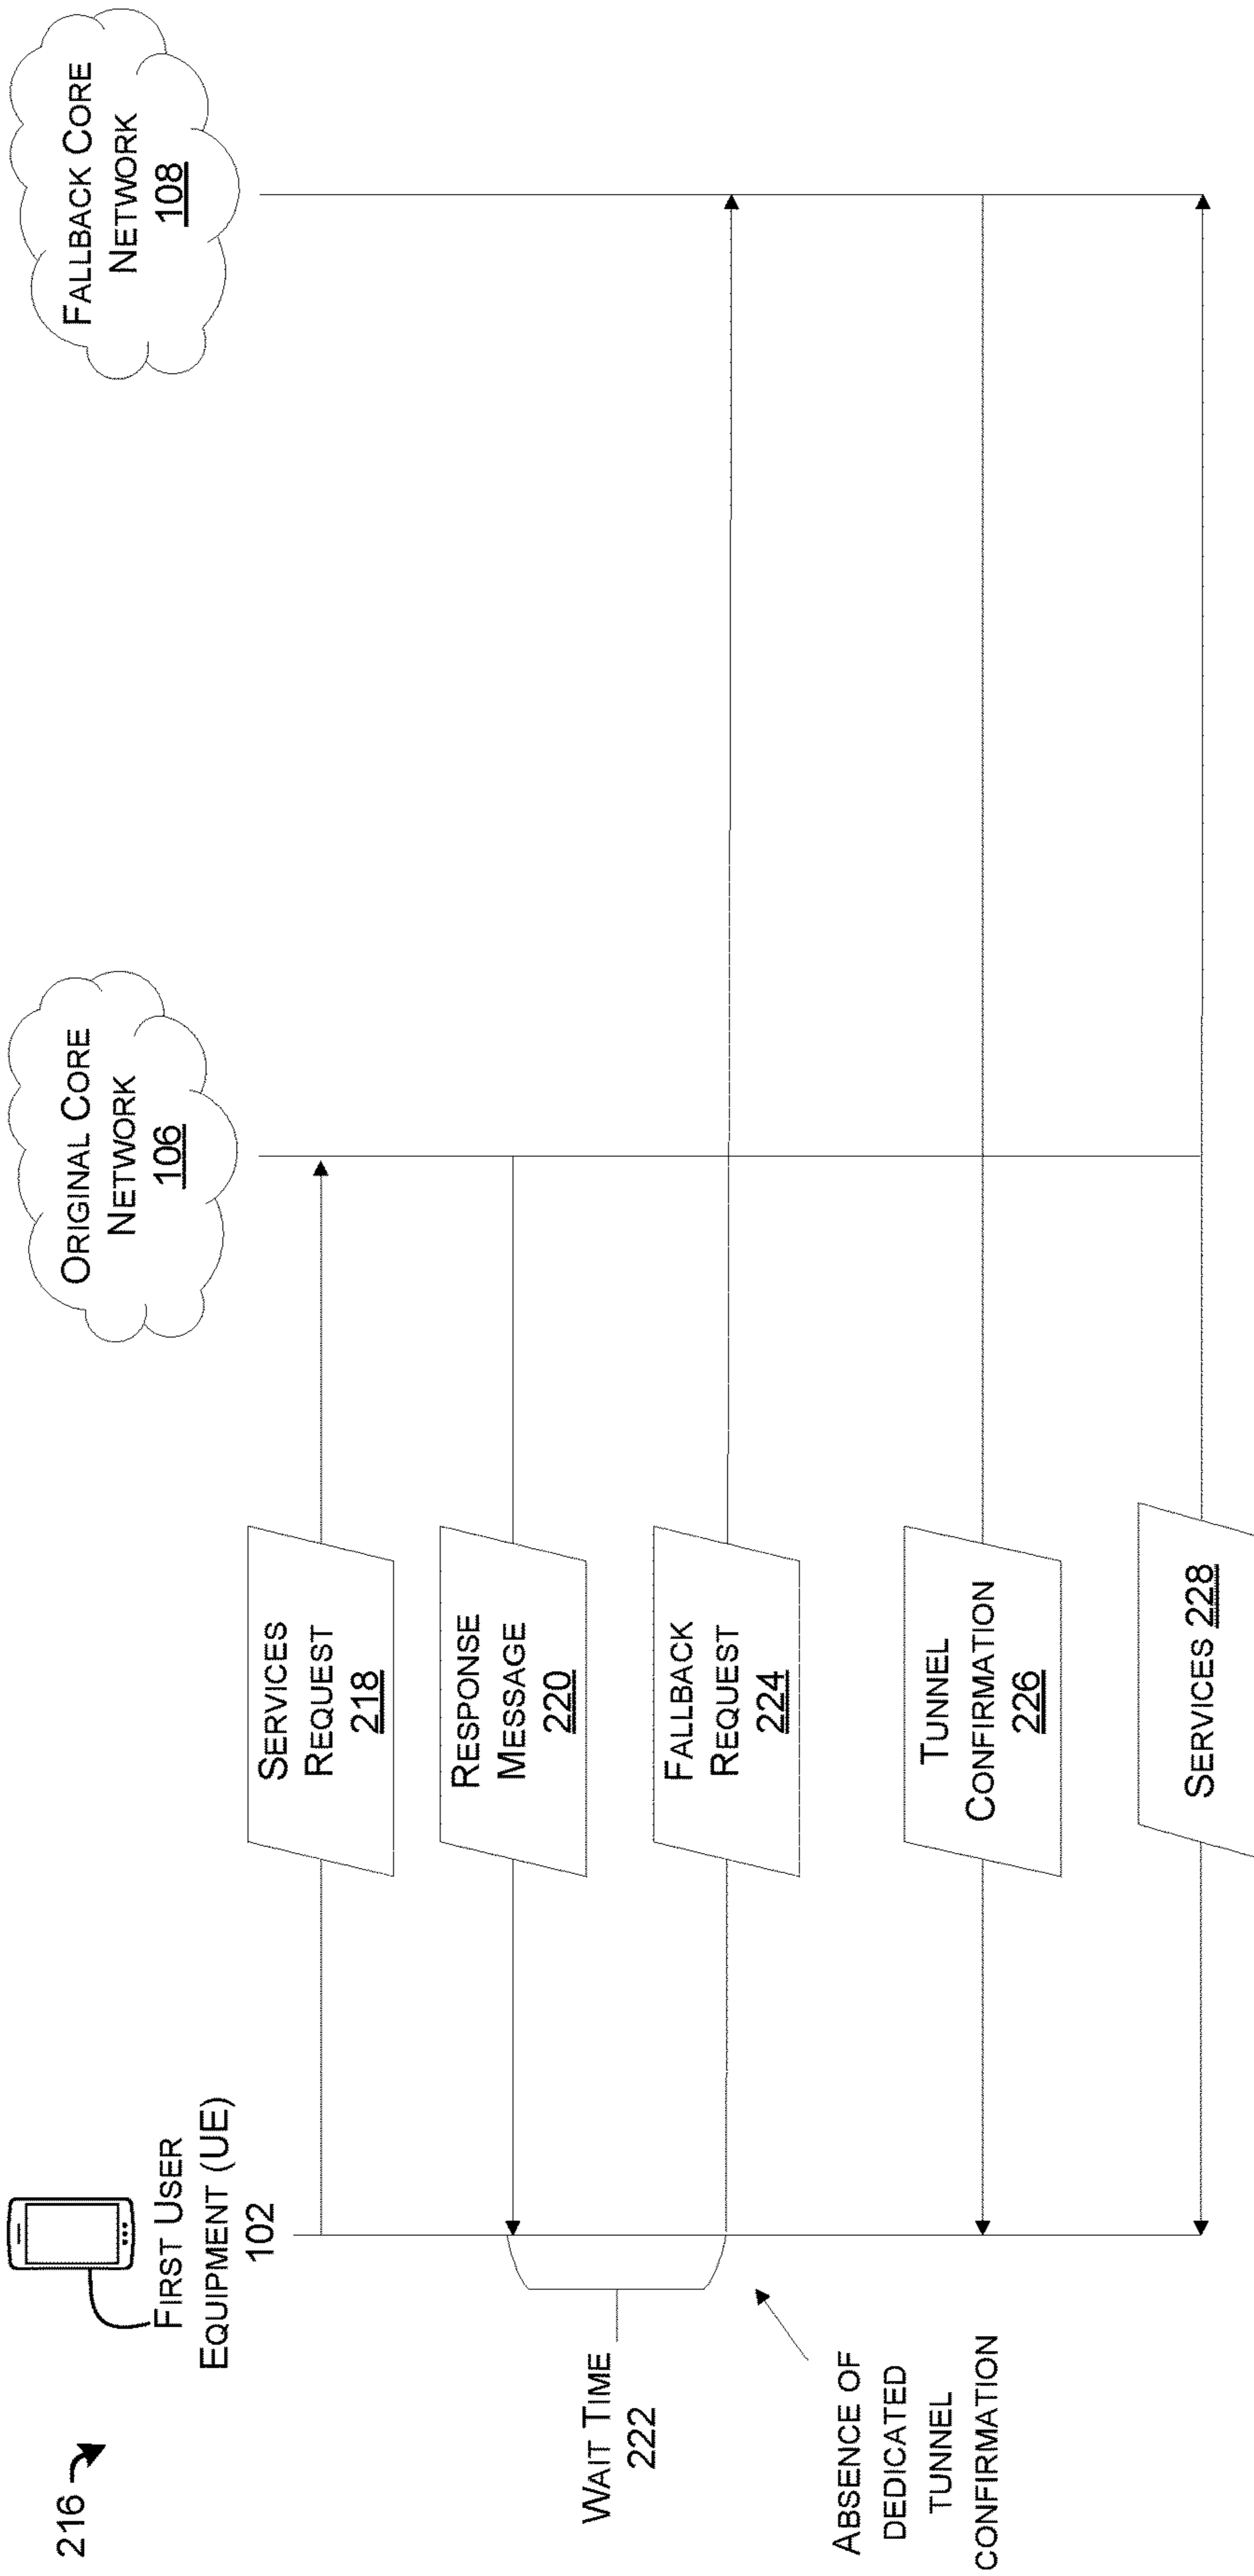 216
FIRST USER
EQUIPMENT (UE)
102
ORIGINAL CORE
NETWORK
106
FALLBACK CORE
NETWORK
108
SERVICES
REQUEST
218
RESPONSE
MESSAGE
220
WAIT TIME
222
FALLBACK
REQUEST
224
ABSENCE OF
DEDICATED
TUNNEL
CONFIRMATION
TUNNEL
CONFIRMATION
226
SERVICES 228